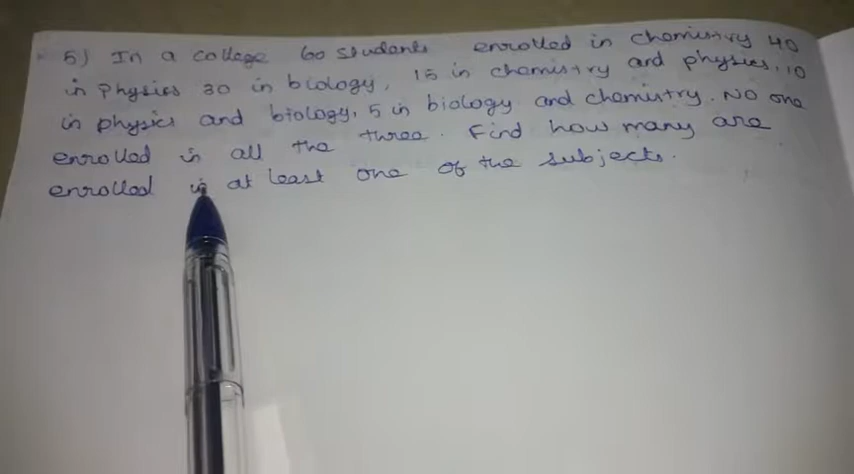 5) In a college 60 students enrolled in chemistry 40
in physics 30 in biology, 15 in chemistry and physics, 10
in physics and biology, 5 in biology and chemistry. No one
enrolled in all the three. Find how many are
enrolled in at least one of the subjects.